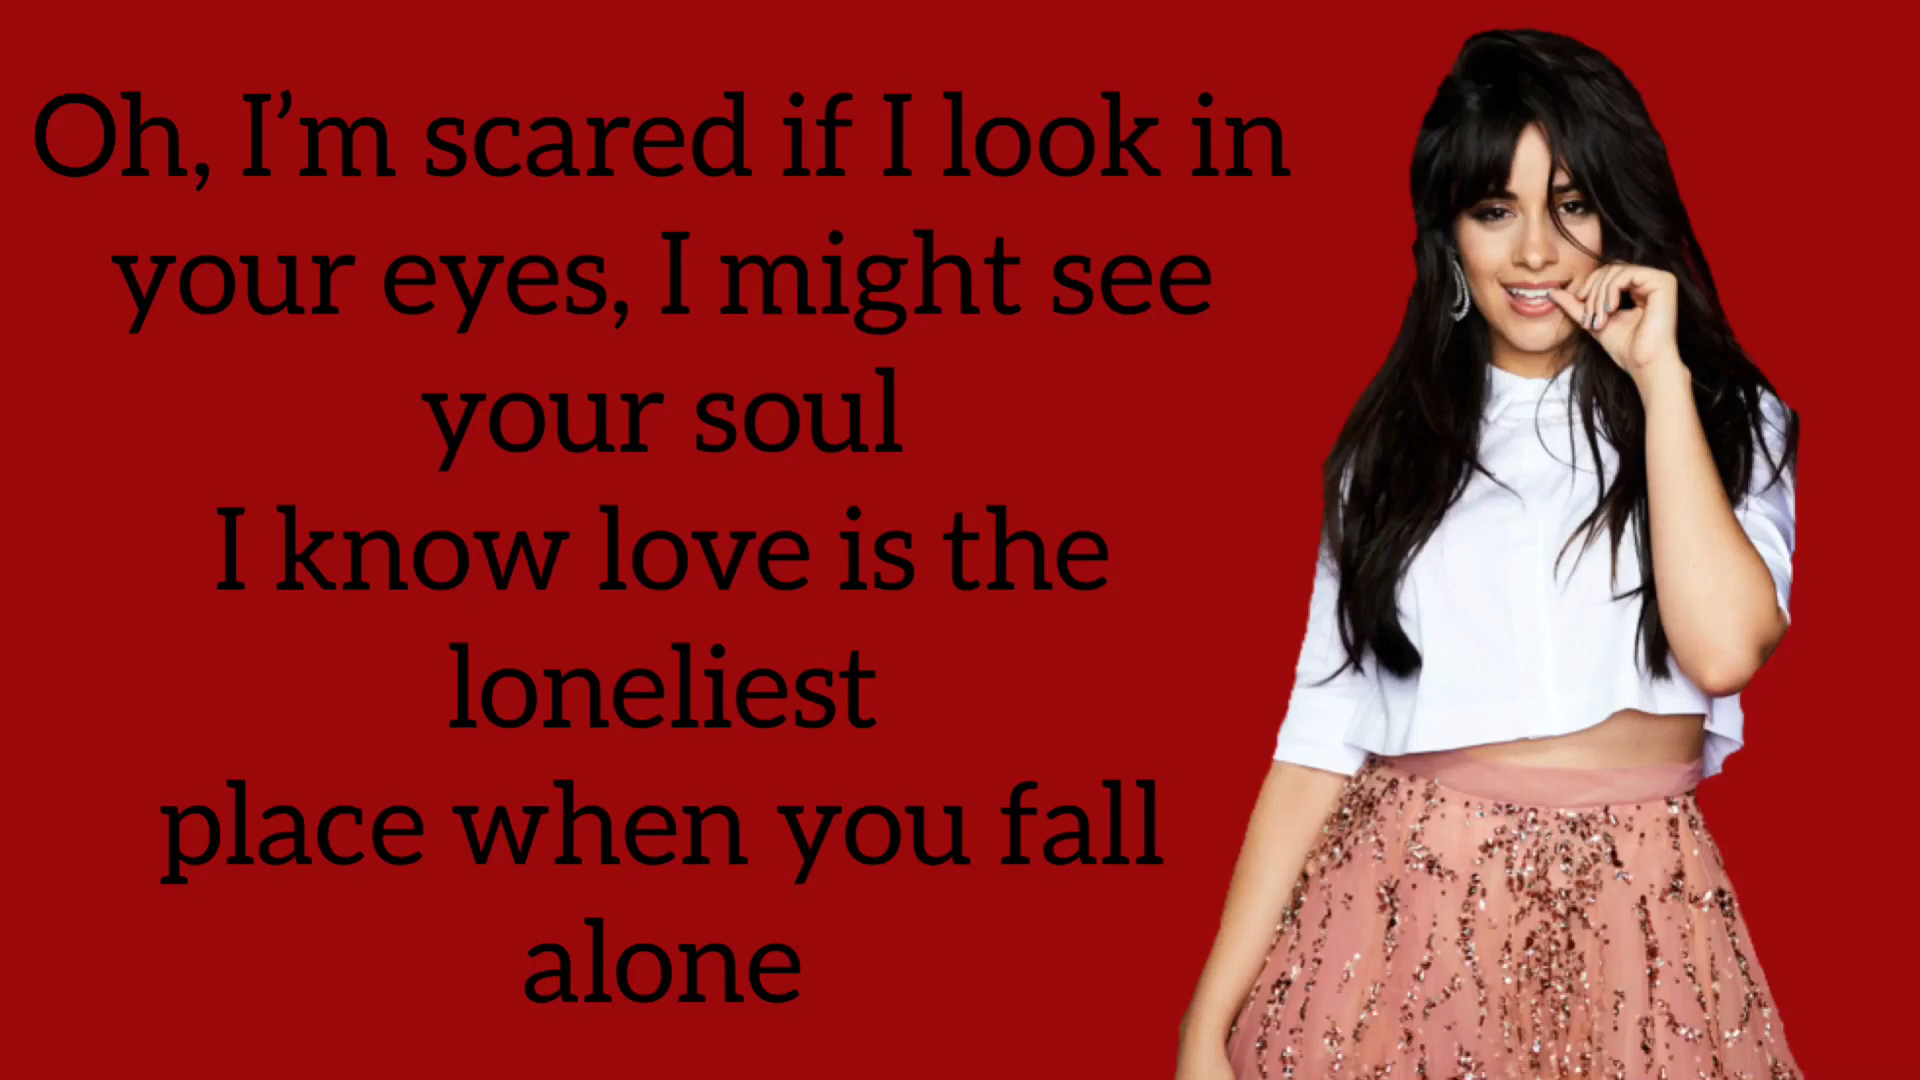 Oh, I’m scared if I look in
your eyes, I might see
your soul
I know love is the
loneliest
place when you fall
alone